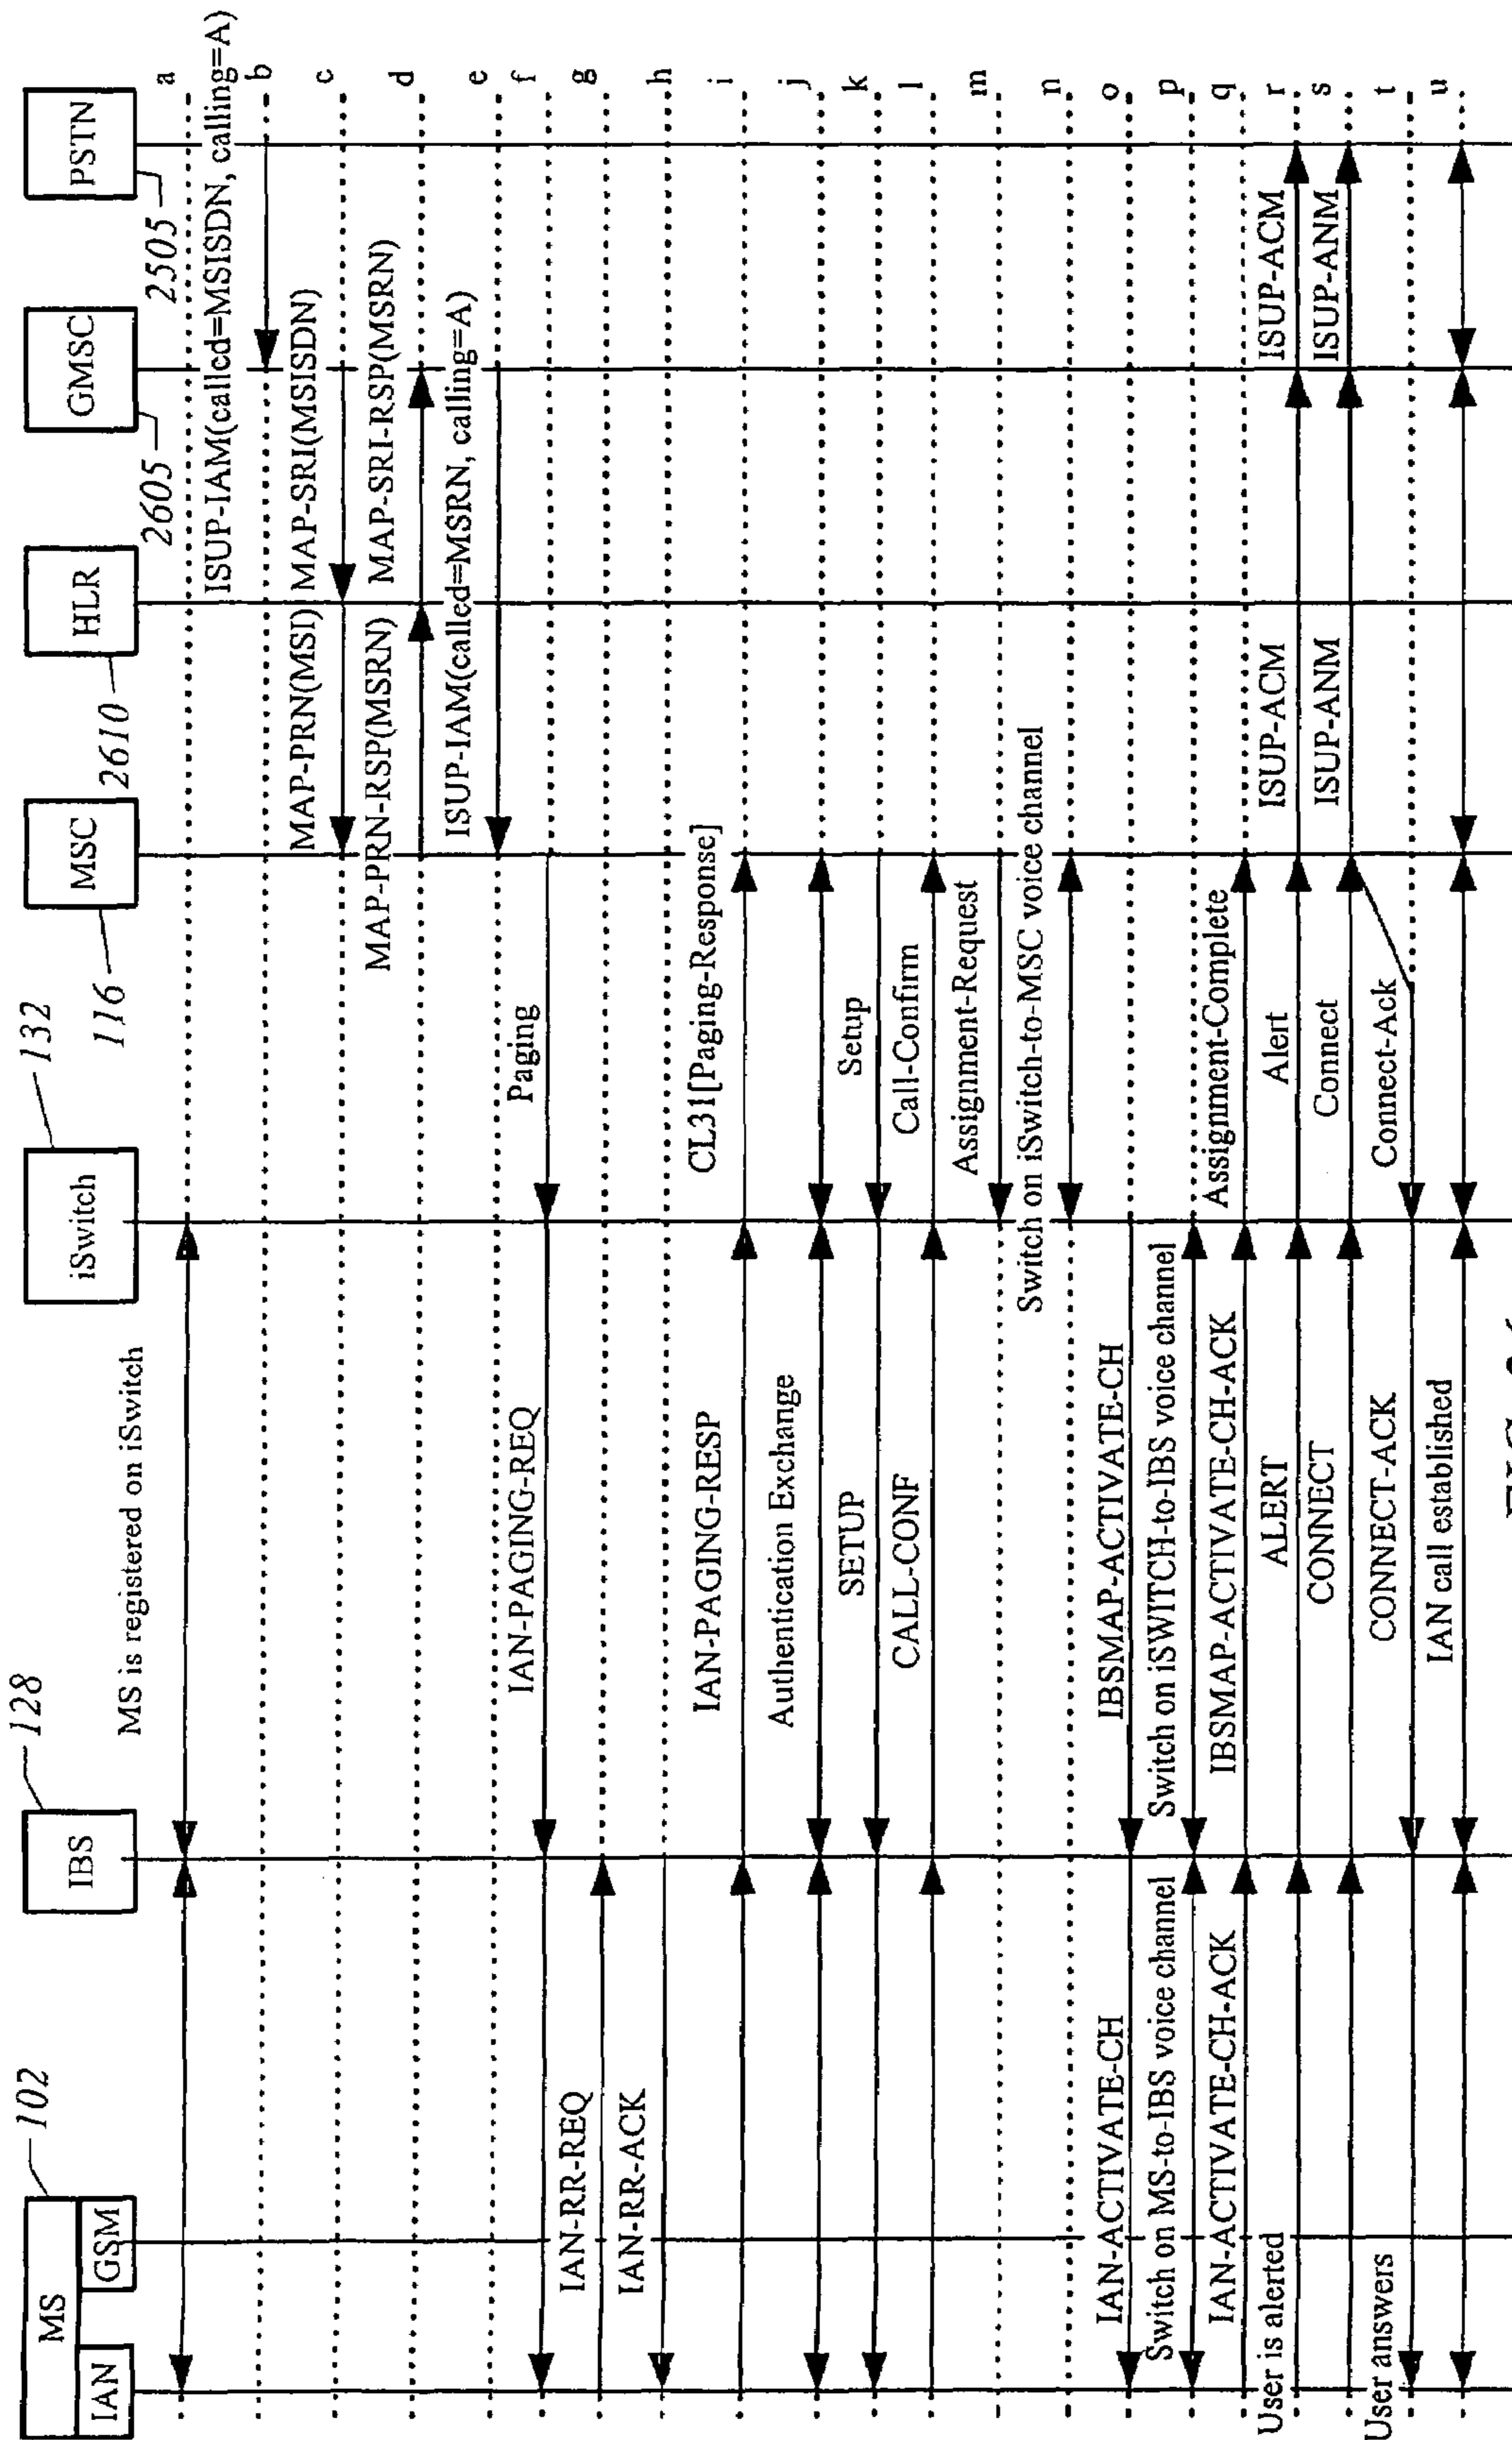 MS
102
IAN
GSM
IBS
128
iSwitch
132
MSC
116
HLR
2610
GMSC
2605
PSTN
2505
MS is registered on iSwitch
a
ISUP-IAM(called=MSISDN, calling=A)
b
MAP-PRN(MSI)
MAP-SRI(MSISDN)
c
MAP-PRN-RSP(MSRN)
MAP-SRI-RSP(MSRN)
d
ISUP-IAM(called=MSRN, calling=A)
e
IAN-PAGING-REQ
Paging
f
IAN-RR-REQ
g
IAN-RR-ACK
h
IAN-PAGING-RESP
CL31[Paging-Response]
i
Authentication Exchange
j
SETUP
Setup
k
CALL-CONF
Call-Confirm
l
Assignment-Request
m
Switch on iSwitch-to-MSC voice channel
n
IAN-ACTIVATE-CH
IBSMAP-ACTIVATE-CH
o
Switch on MS-to-IBS voice channel
Switch on iSWITCH-to-IBS voice channel
p
IAN-ACTIVATE-CH-ACK
IBSMAP-ACTIVATE-CH-ACK
Assignment-Complete
q
User is alerted
ALERT
Alert
ISUP-ACM
ISUP-ACM
r
CONNECT
Connect
ISUP-ANM
ISUP-ANM
s
User answers
CONNECT-ACK
Connect-Ack
t
IAN call established
u